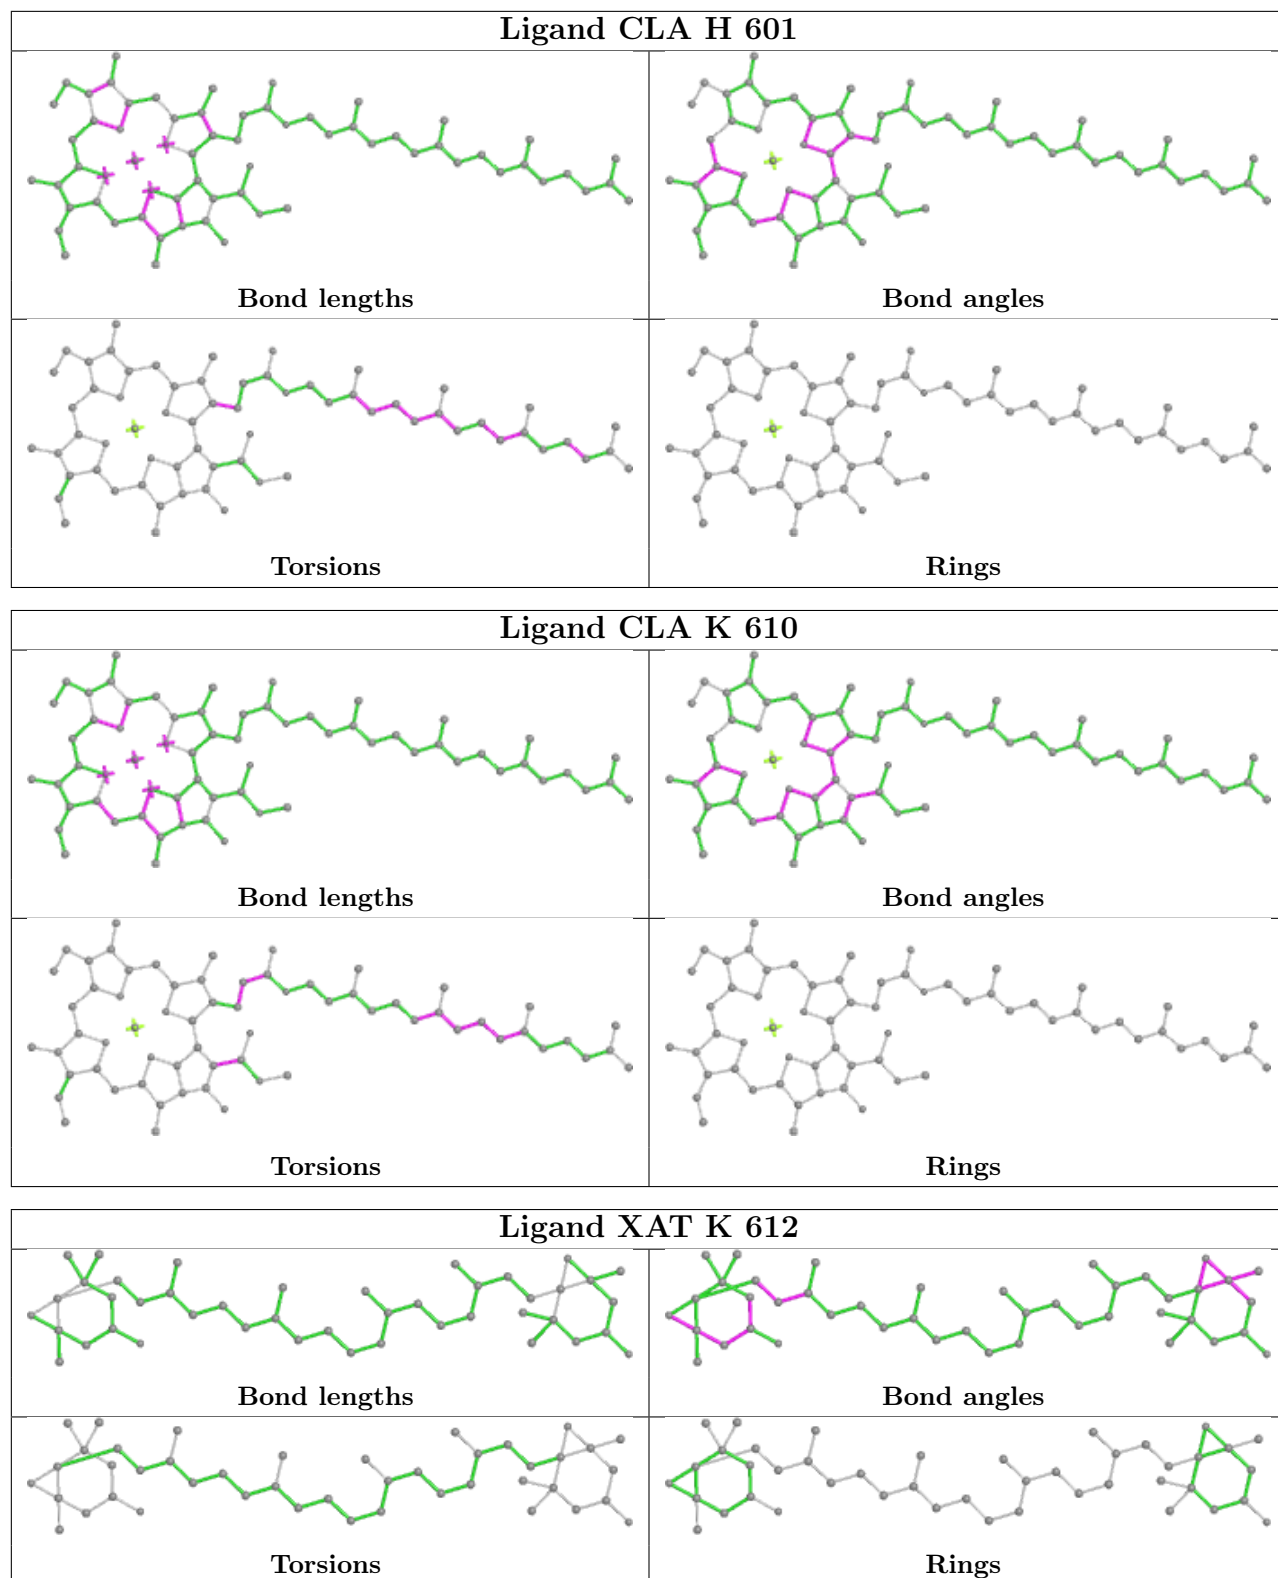 Ligand CLA H 601
Bond lengths
Bond angles
Torsions
Rings
Ligand CLA K 610
Bond lengths
Bond angles
Torsions
Rings
Ligand XAT K 612
Bond lengths
Bond angles
Torsions
Rings